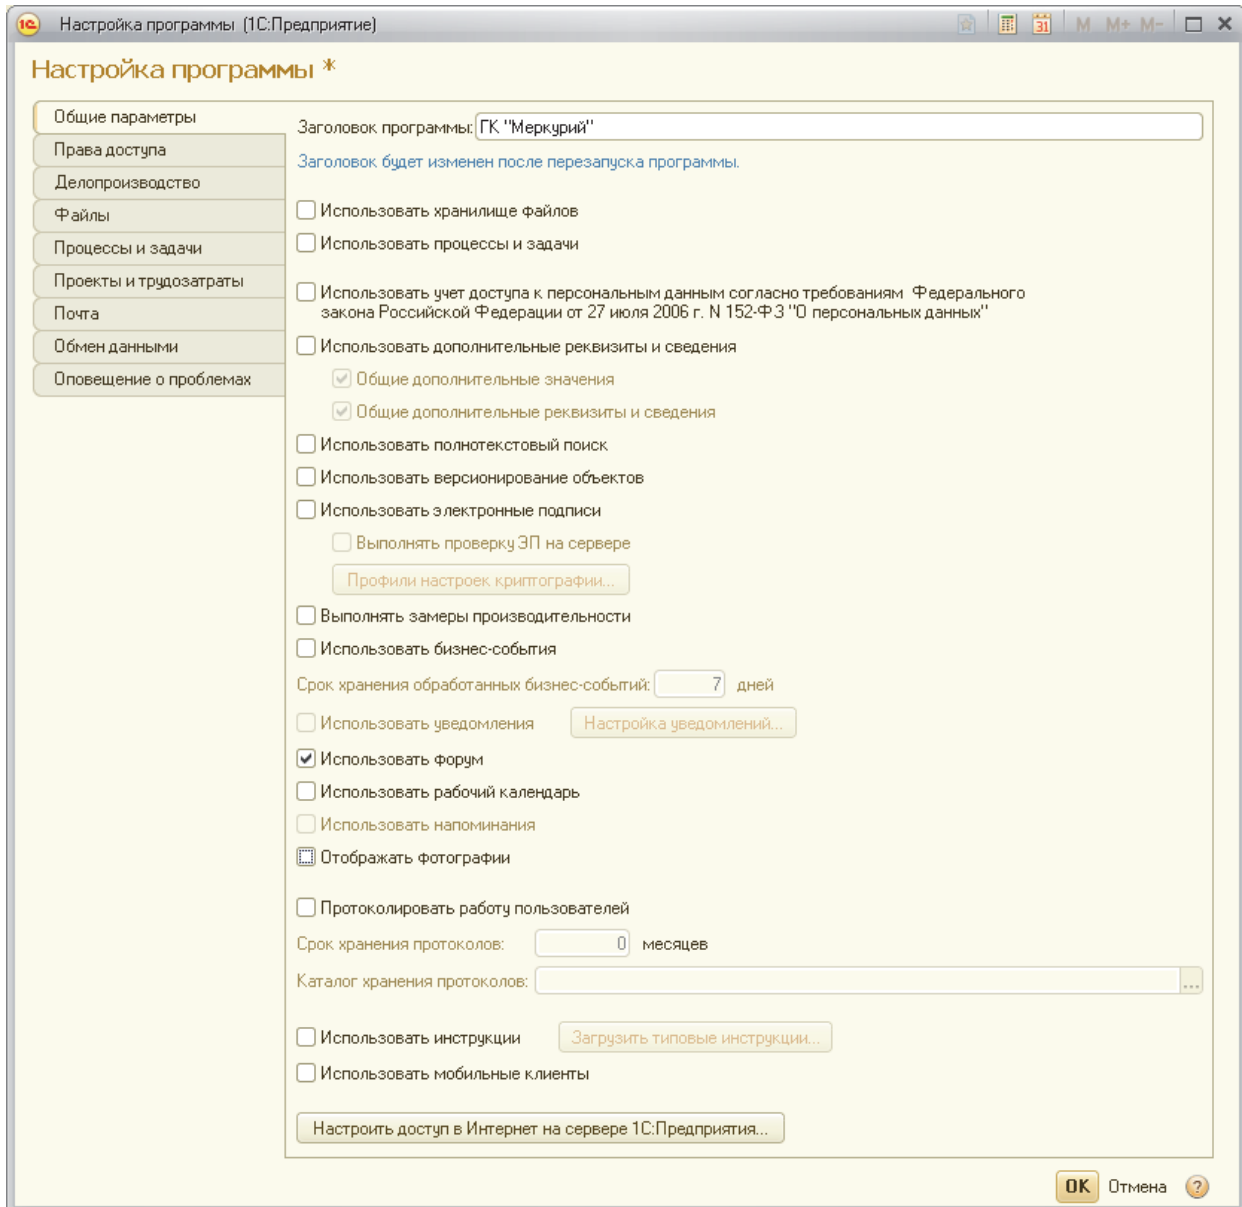 Настройка программы (1С:Предприятие)
31 M M+ M-
Настройка программы *
Общие параметры
Права доступа
Делопроизводство
Файлы
Процессы и задачи
Проекты и трудозатраты
Почта
Обмен данными
Оповещение о проблемах
Заголовок программы: ГК "Меркурий"
Заголовок будет изменен после перезапуска программы.
Использовать хранилище файлов
Использовать процессы и задачи
Использовать учет доступа к персональным данным согласно требованиям Федерального
закона Российской Федерации от 27 июля 2006 г. N 152-ФЗ "О персональных данных"
Использовать дополнительные реквизиты и сведения
Общие дополнительные значения
Общие дополнительные реквизиты и сведения
Использовать полнотекстовый поиск
Использовать версионирование объектов
Использовать электронные подписи
Выполнять проверку ЭП на сервере
Профили настроек криптографии...
Выполнять замеры производительности
Использовать бизнес-события
Срок хранения обработанных бизнес-событий: 7 дней
Использовать уведомления Настройка уведомлений...
Использовать форум
Использовать рабочий календарь
Использовать напоминания
Отображать фотографии
Протоколировать работу пользователей
Срок хранения протоколов: 0 месяцев
Каталог хранения протоколов: ...
Использовать инструкции Загрузить типовые инструкции...
Использовать мобильные клиенты
Настроить доступ в Интернет на сервере 1С:Предприятия...
OK Отмена ?